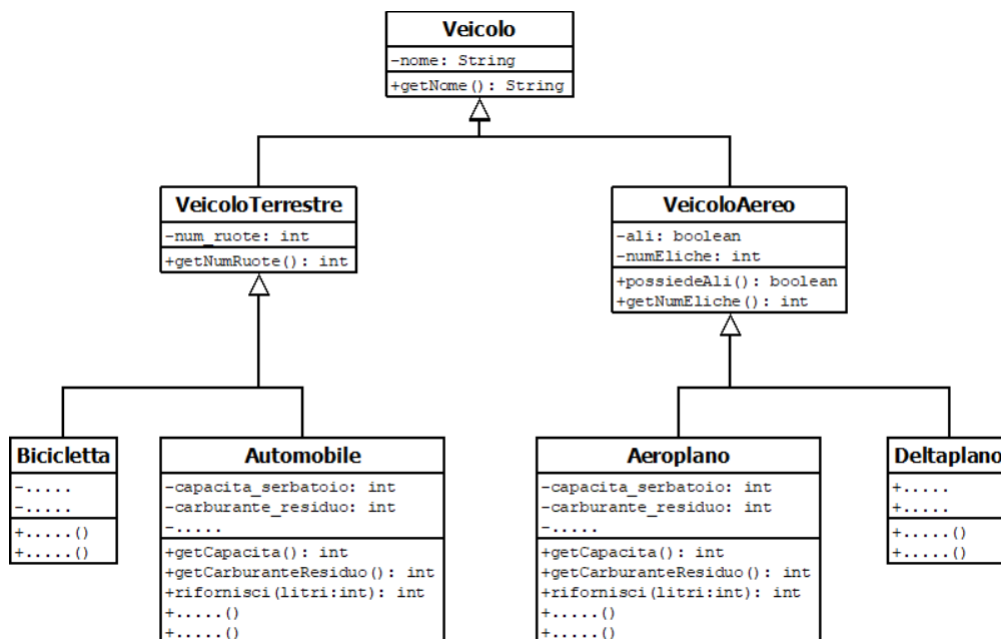 Veicolo
-nome: String
+getNome(): String
VeicoloTerrestre
-num_ruote: int
+getNumRuote(): int
VeicoloAereo
-ali: boolean
-numEliche: int
+possiedeAli(): boolean
+getNumEliche(): int
Bicicletta
-.....
-.....
+.....()
+.....()
Automobile
-capacita_serbatoio: int
-carburante_residuo: int
-.....
+getCapacita(): int
+getCarburanteResiduo(): int
+rifornisci(litri:int): int
+.....()
+.....()
Aeroplano
-capacita_serbatoio: int
-carburante_residuo: int
-.....
+getCapacita(): int
+getCarburanteResiduo(): int
+rifornisci(litri:int): int
+.....()
+.....()
Deltaplano
+.....
+.....
+.....()
+.....()